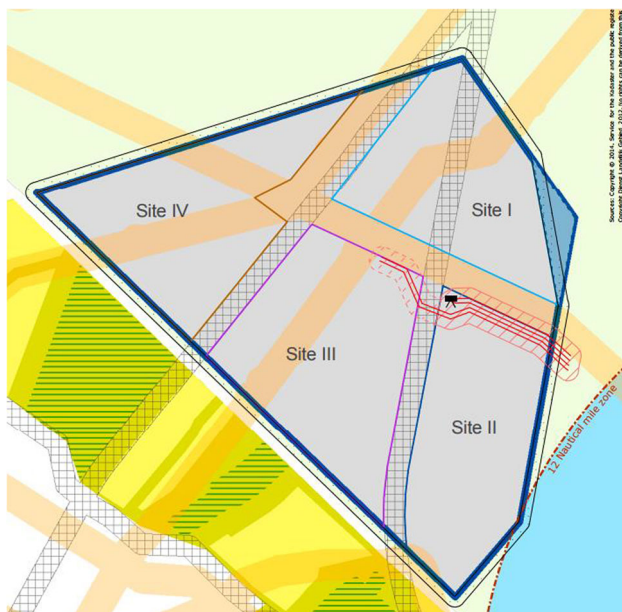 Sources: Copyright © 2014, Service for the Kadaster and the public register
Copyright Dienst Landelijk Gebied, 2012. No rights can be derived from this
Site I
Site IV
Site III
Site II
12 Nautical mile zone